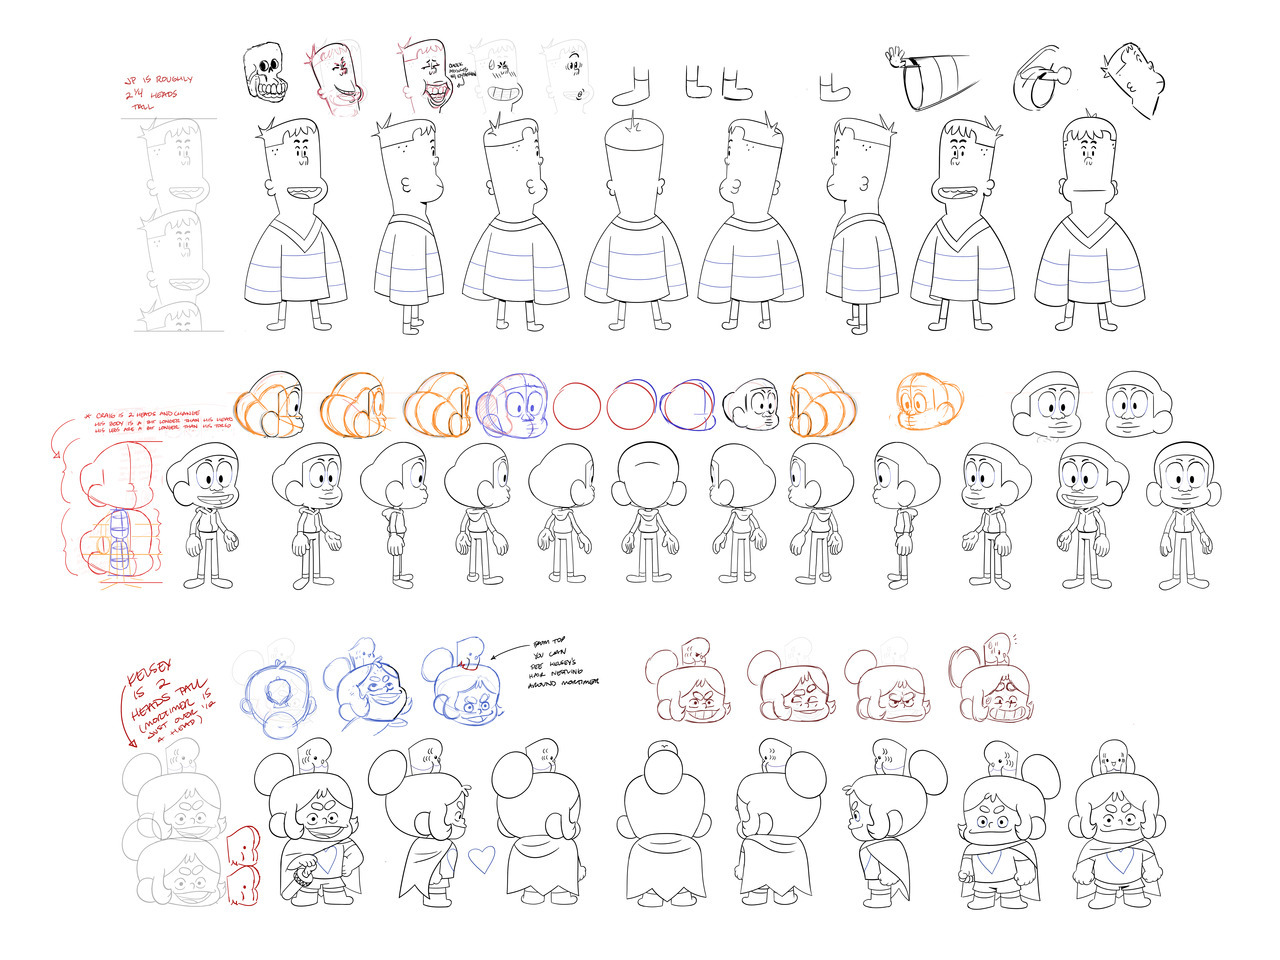 JP IS ROUGHLY
2 1/4 HEADS
TALL
* CRAIG IS 2 HEADS AND CHANGE
HIS BODY IS A BIT LONGER THAN HIS HEAD
HIS LEGS ARE A BIT LONGER THAN HIS TORSO
FROM TOP
YOU CAN
SEE KELSEY'S
HAIR NESTING
AROUND MORTIMER
KELSEY
IS 2
HEADS TALL
(MORTIMER IS
JUST OVER 1/2
A HEAD)